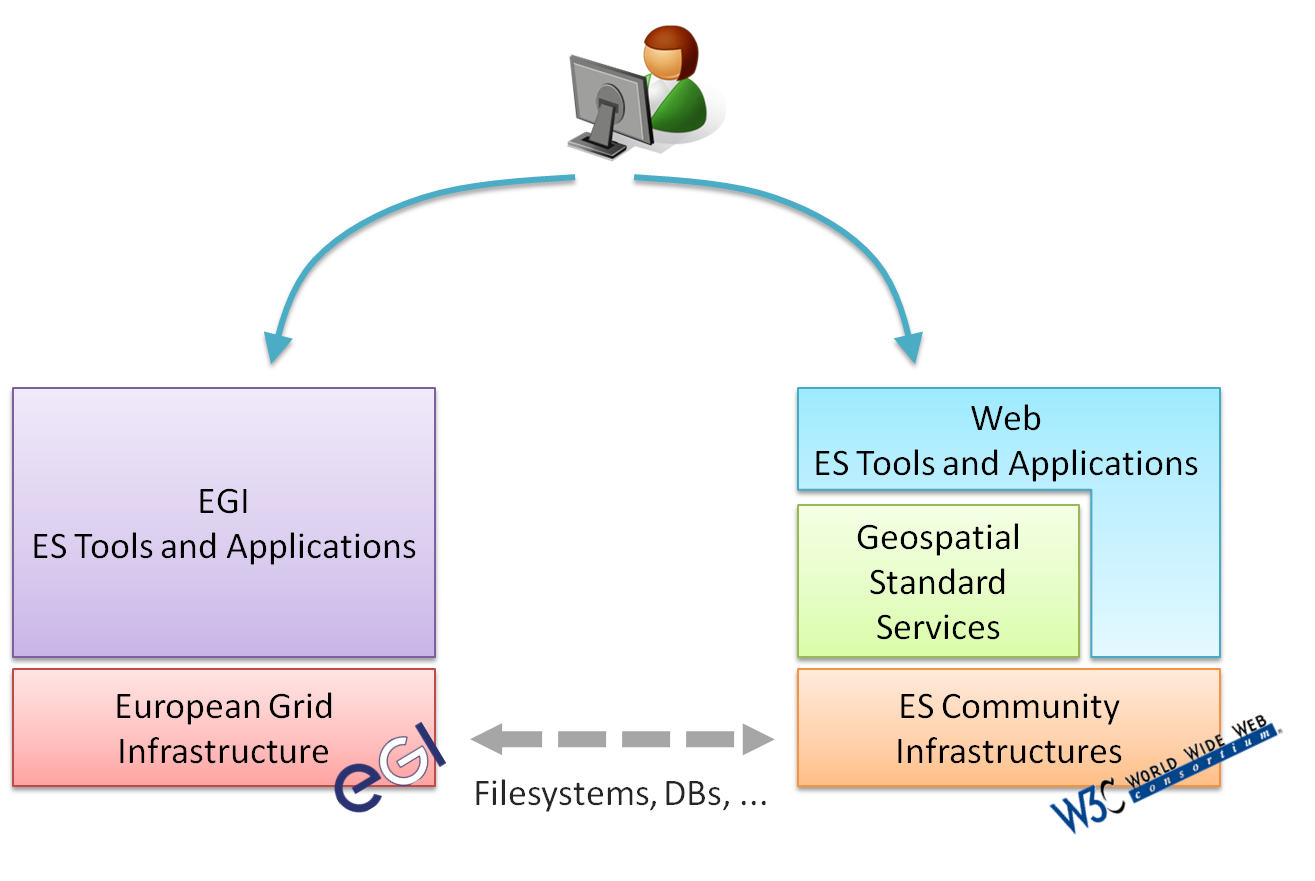 EGI
ES Tools and Applications
European Grid
Infrastructure
eGI
Filesystems, DBs, ...
Web
ES Tools and Applications
Geospatial
Standard
Services
ES Community
Infrastructures
W3C WORLD WIDE WEB
consortium